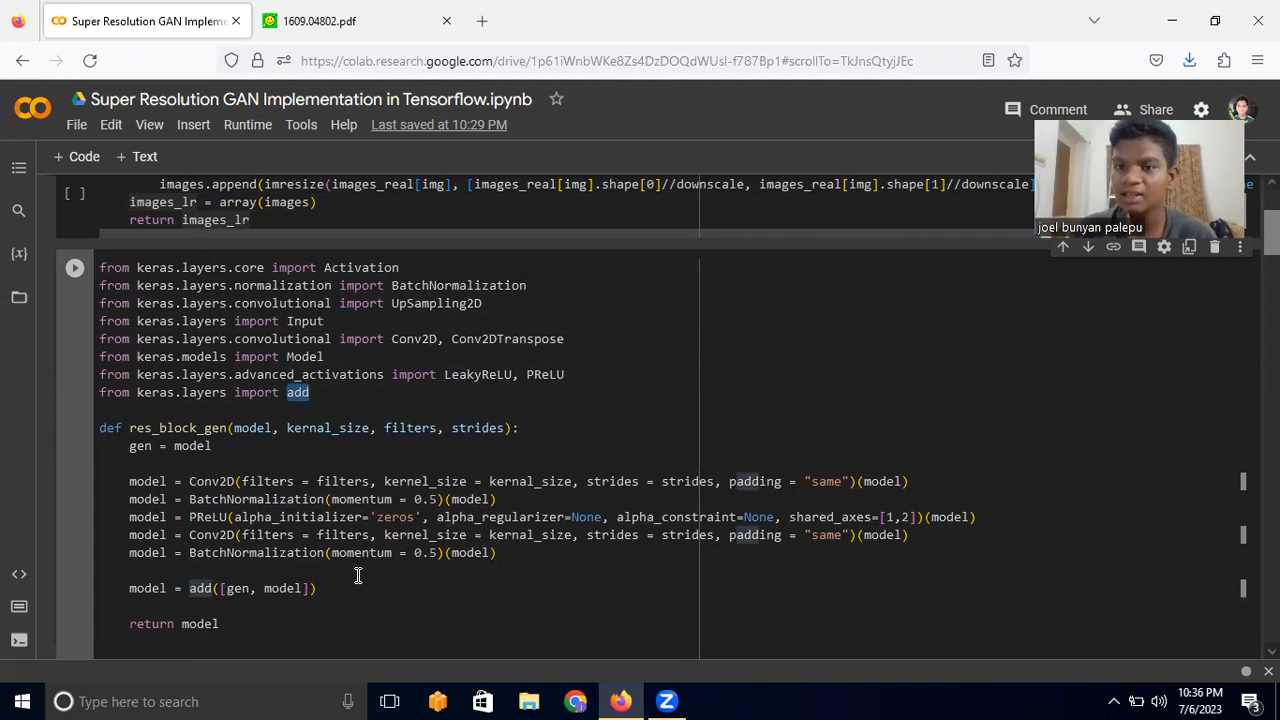 Super Resolution GAN Impleme
1609.04802.pdf
https://colab.research.google.com/drive/1p61iWnbWKe8Zs4DzDOQdWUsI-f787Bp1#scrollTo=TkJnsQtyjJEc
Super Resolution GAN Implementation in Tensorflow.ipynb
Comment
Share
File Edit View Insert Runtime Tools Help Last saved at 10:29 PM
+ Code + Text
images.append(imresize(images_real[img], [images_real[img].shape[0]//downscale, images_real[img].shape[1]//downscale]
[ ]
images_lr = array(images)
return images_lr
joel bunyan palepu
from keras.layers.core import Activation
from keras.layers.normalization import BatchNormalization
from keras.layers.convolutional import UpSampling2D
from keras.layers import Input
from keras.layers.convolutional import Conv2D, Conv2DTranspose
from keras.models import Model
from keras.layers.advanced_activations import LeakyReLU, PReLU
from keras.layers import add
def res_block_gen(model, kernal_size, filters, strides):
gen = model
model = Conv2D(filters = filters, kernel_size = kernal_size, strides = strides, padding = "same")(model)
model = BatchNormalization(momentum = 0.5)(model)
model = PReLU(alpha_initializer='zeros', alpha_regularizer=None, alpha_constraint=None, shared_axes=[1,2])(model)
model = Conv2D(filters = filters, kernel_size = kernal_size, strides = strides, padding = "same")(model)
model = BatchNormalization(momentum = 0.5)(model)
model = add([gen, model])
return model
Type here to search
10:36 PM
7/6/2023
3